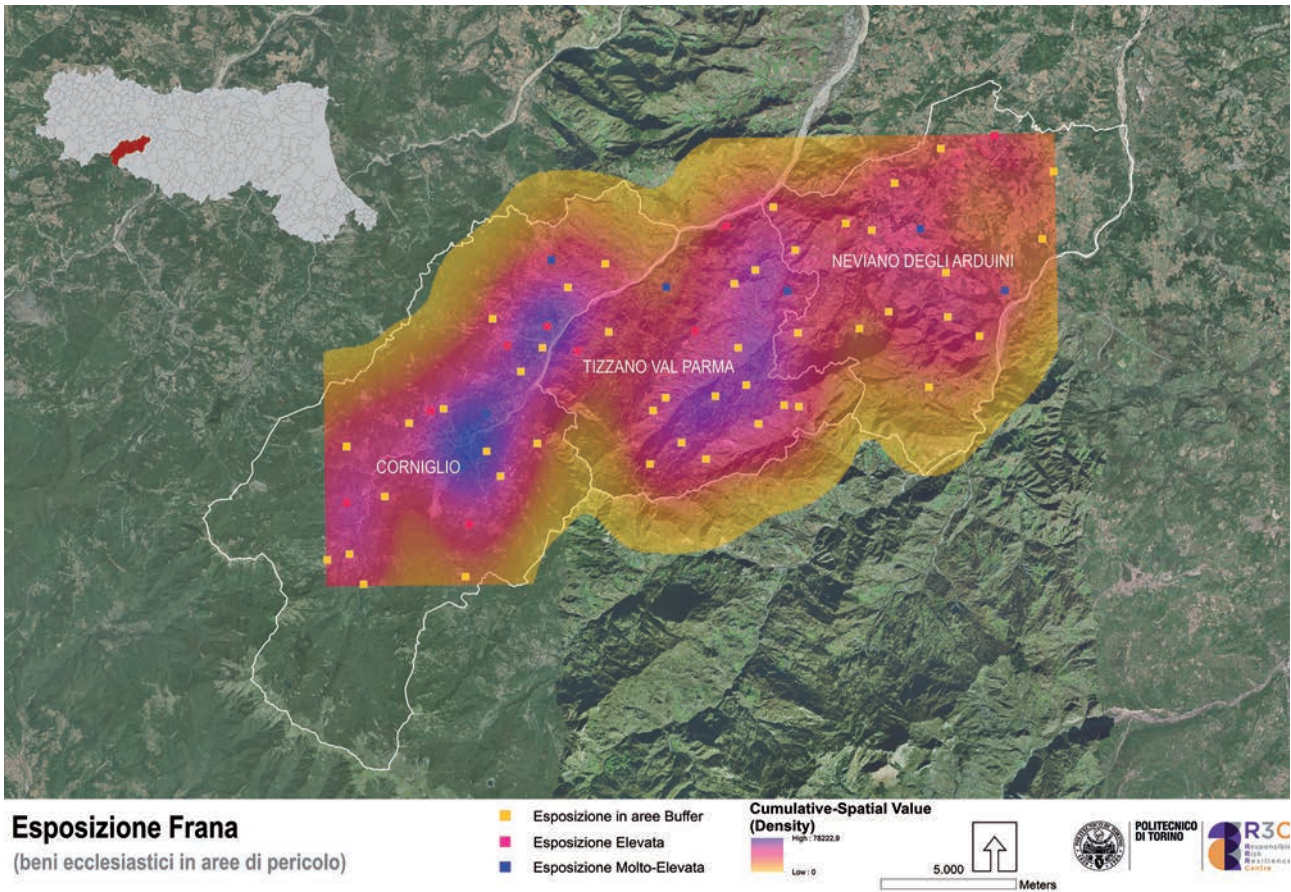 NEVIANO DEGLI ARDUINI
TIZZANO VAL PARMA
CORNIGLIO
Esposizione Frana
(beni ecclesiastici in aree di pericolo)
Esposizione in aree Buffer
Esposizione Elevata
Esposizione Molto-Elevata
Cumulative-Spatial Value
(Density)
High : 78222,9
Low : 0
5.000
Meters
POLITECNICO
DI TORINO
R3C
Responsible
Risk
Resilience
Centre